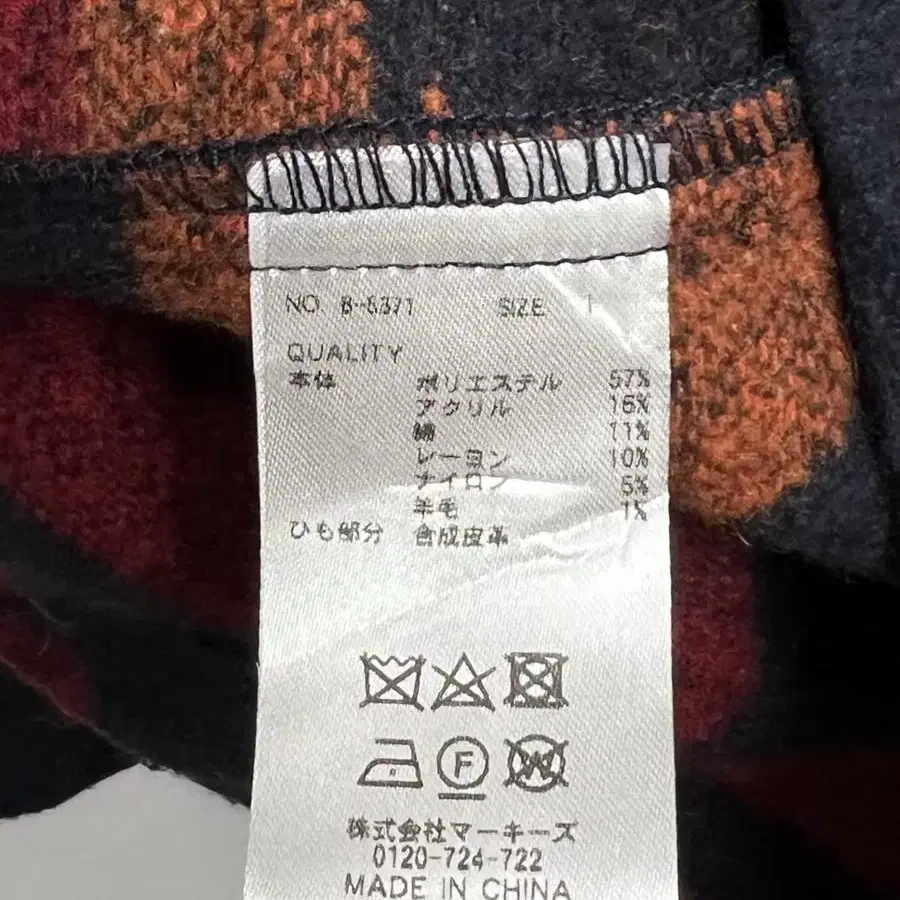 NO. 8-5371 SIZE 1
QUALITY
本体 ポリエステル 57%
アクリル 16%
綿 11%
レーヨン 10%
ナイロン 5%
羊毛 1%
ひも部分 合成皮革
F W
株式会社マーキーズ
0120-724-722
MADE IN CHINA